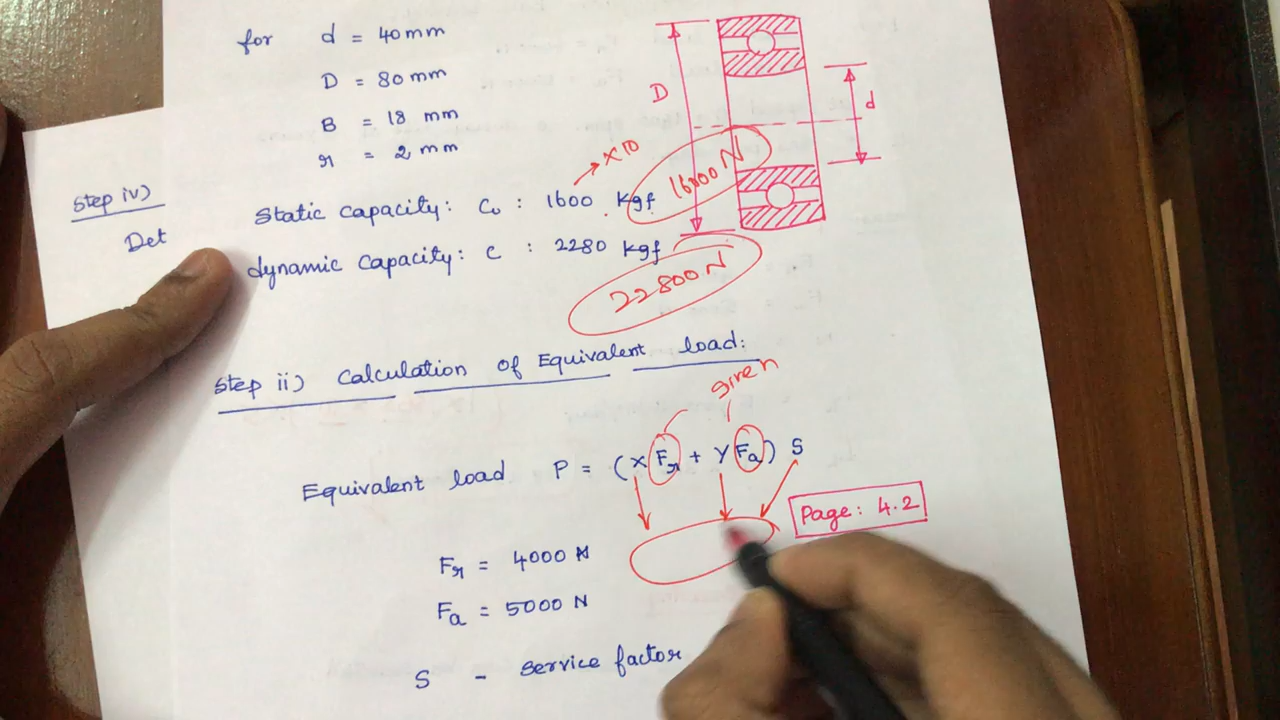 for d = 40 mm
D = 80 mm
B = 18 mm
r = 2 mm
→ X10
Static capacity: C₀ : 1600 kgf 16000 N
dynamic capacity: C : 2280 kgf
22800 N
D
d
Step iv)
Det
Step ii) Calculation of Equivalent load:
given
Equivalent load P = (X Fr + Y Fa) S
Page: 4.2
Fr = 4000 N
Fa = 5000 N
S - Service factor